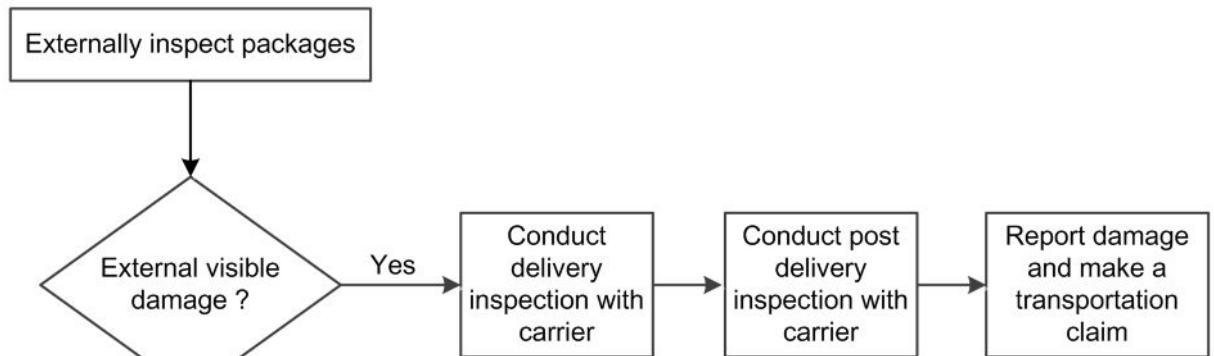 Externally inspect packages
External visible
damage ?
Yes
Conduct
delivery
inspection with
carrier
Conduct post
delivery
inspection with
carrier
Report damage
and make a
transportation
claim